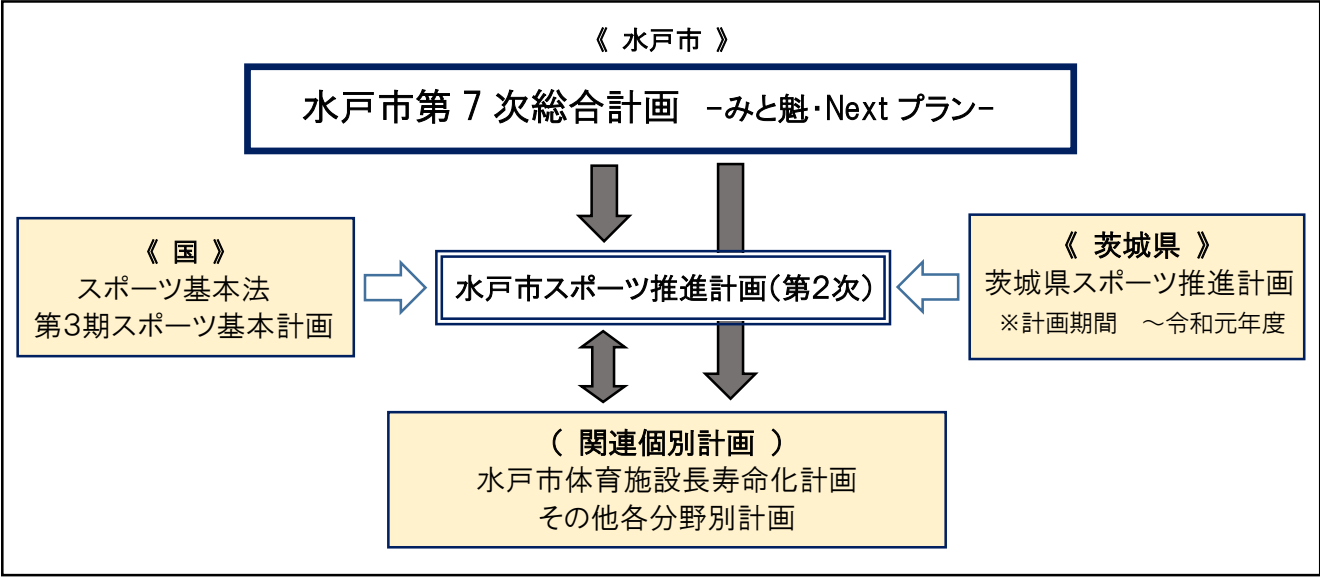 《 水戸市 》
水戸市第7次総合計画 -みと魁・Next プラン-
《 国 》
スポーツ基本法
第3期スポーツ基本計画
水戸市スポーツ推進計画(第2次)
《 茨城県 》
茨城県スポーツ推進計画
※計画期間 ～令和元年度
( 関連個別計画 )
水戸市体育施設長寿命化計画
その他各分野別計画